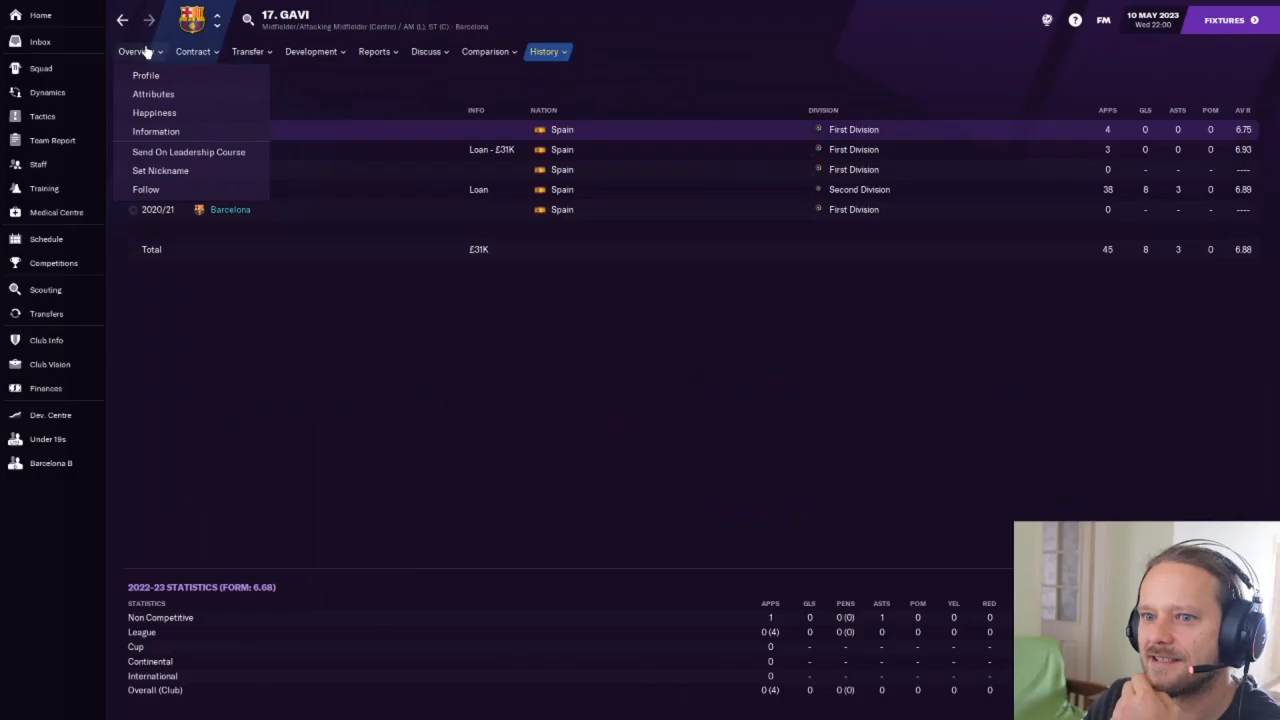 Home
Inbox
Squad
Dynamics
Tactics
Team Report
Staff
Training
Medical Centre
Schedule
Competitions
Scouting
Transfers
Club Info
Club Vision
Finances
Dev. Centre
Under 19s
Barcelona B
17. GAVI
Midfielder/Attacking Midfielder (Centre) / AM (L), ST (C) - Barcelona
FM
10 MAY 2023
Wed 22:00
FIXTURES
Contract Transfer Development Reports Discuss Comparison History
Profile
Attributes
Happiness
Information
Send On Leadership Course
Set Nickname
Follow
INFO NATION DIVISION APPS GLS ASTS POM AV R
Spain First Division 4 0 0 0 6.75
Loan - £31K Spain First Division 3 0 0 0 6.93
Spain First Division 0 - - - ----
Loan Spain Second Division 38 8 3 0 6.89
2020/21 Barcelona Spain First Division 0 - - - ----
Total £31K 45 8 3 0 6.88
2022-23 STATISTICS (FORM: 6.68)
STATISTICS APPS GLS PENS ASTS POM YEL RED
Non Competitive 1 0 0 (0) 1 0 0 0
League 0 (4) 0 0 (0) 0 0 0 0
Cup 0 - - - - - -
Continental 0 - - - - - -
International 0 - - - - - -
Overall (Club) 0 (4) 0 0 (0) 0 0 0 0